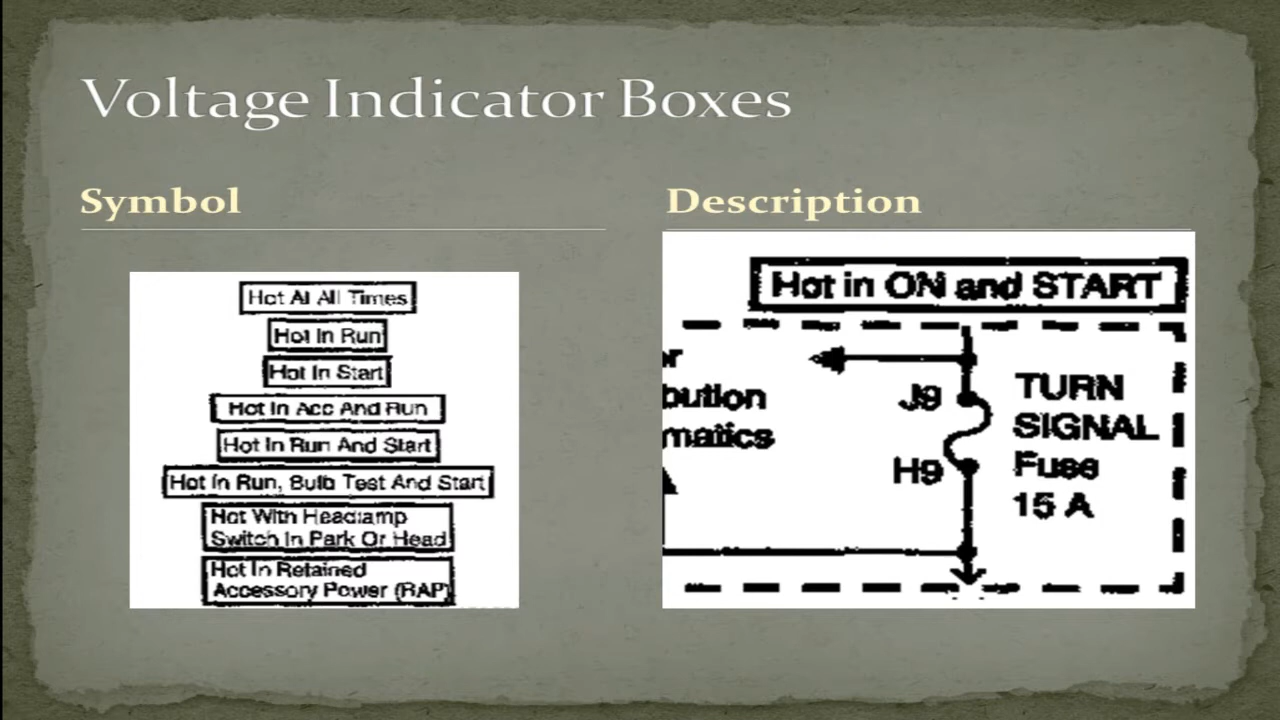 Voltage Indicator Boxes
Symbol
Hot At All Times
Hot In Run
Hot In Start
Hot In Acc And Run
Hot In Run And Start
Hot In Run, Bulb Test And Start
Hot With Headlamp
Switch In Park Or Head
Hot In Retained
Accessory Power (RAP)
Description
Hot in ON and START
r
bution
matics
J9
H9
TURN
SIGNAL
Fuse
15 A